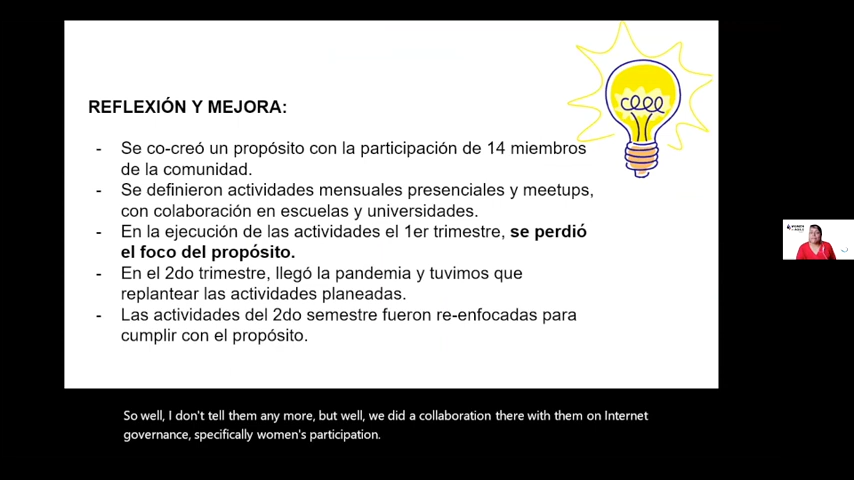 REFLEXIÓN Y MEJORA:
- Se co-creó un propósito con la participación de 14 miembros
de la comunidad.
- Se definieron actividades mensuales presenciales y meetups,
con colaboración en escuelas y universidades.
- En la ejecución de las actividades el 1er trimestre, se perdió
el foco del propósito.
- En el 2do trimestre, llegó la pandemia y tuvimos que
replantear las actividades planeadas.
- Las actividades del 2do semestre fueron re-enfocadas para
cumplir con el propósito.
So well, I don't tell them any more, but well, we did a collaboration there with them on Internet
governance, specifically women's participation.